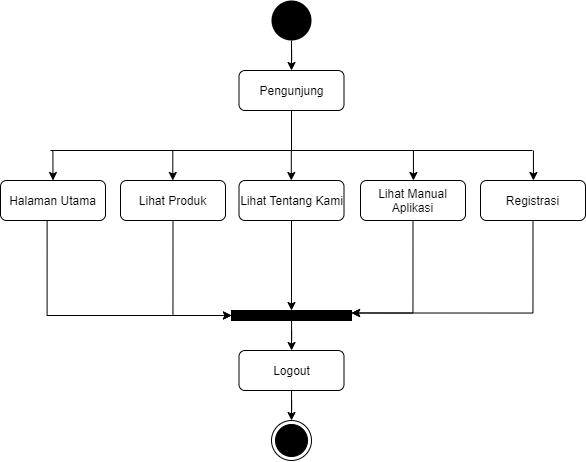 Pengunjung
Halaman Utama
Lihat Produk
Lihat Tentang Kami
Lihat Manual
Aplikasi
Registrasi
Logout